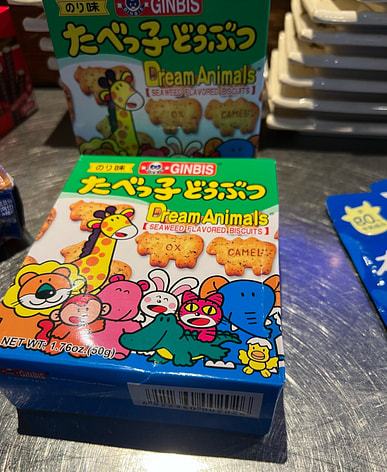 のり味
GINBIS
たべっ子どうぶつ
Dream Animals
[SEAWEED FLAVORED BISCUITS]
OX
CAMEL
のり味
GINBIS
たべっ子どうぶつ
Dream Animals
[SEAWEED FLAVORED BISCUITS]
OX
CAMEL
NET WT. 1.76oz.(50g)
GINBIS